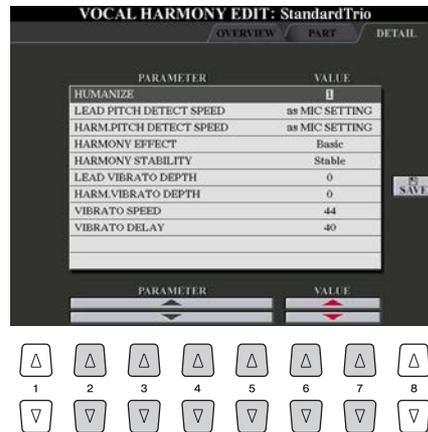 VOCAL HARMONY EDIT: StandardTrio
OVERVIEW PART DETAIL
PARAMETER VALUE
HUMANIZE 1
LEAD PITCH DETECT SPEED as MIC SETTING
HARM.PITCH DETECT SPEED as MIC SETTING
HARMONY EFFECT Basic
HARMONY STABILITY Stable
LEAD VIBRATO DEPTH 0
HARM.VIBRATO DEPTH 0
SAVE
VIBRATO SPEED 44
VIBRATO DELAY 40
PARAMETER VALUE
1 2 3 4 5 6 7 8